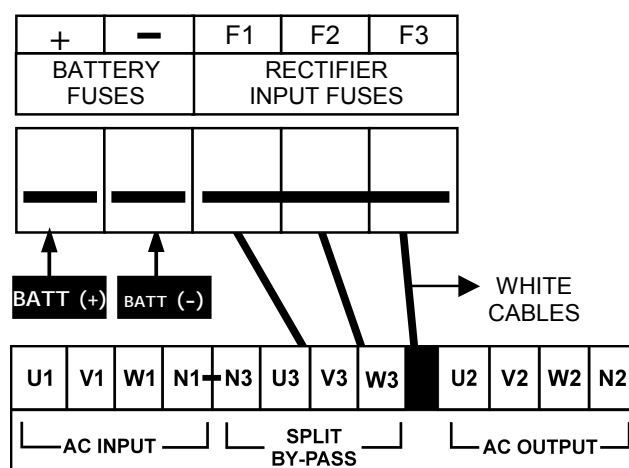 + − F1 F2 F3
BATTERY FUSES
RECTIFIER INPUT FUSES
BATT (+) BATT (-)
WHITE CABLES
U1 V1 W1 N1 N3 U3 V3 W3 U2 V2 W2 N2
AC INPUT
SPLIT BY-PASS
AC OUTPUT